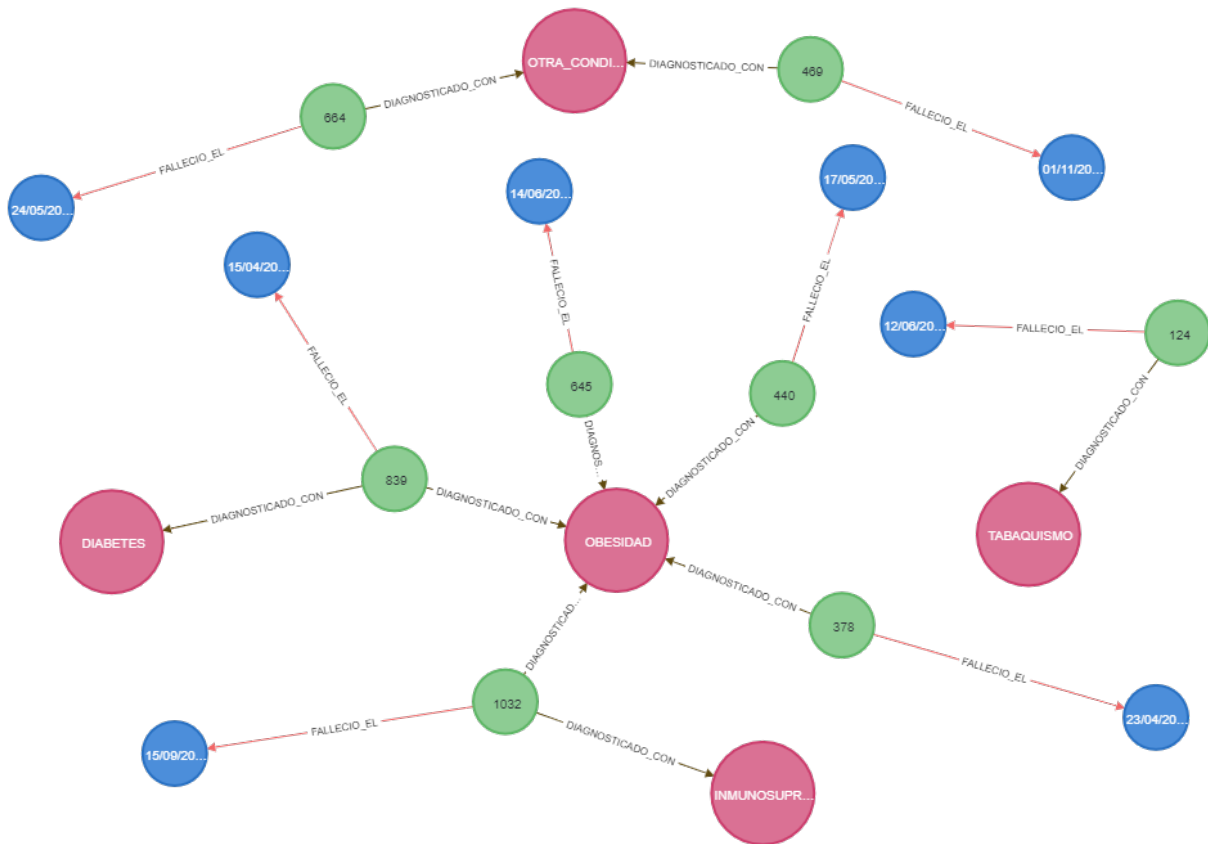 OTRA_CONDI...
DIAGNOSTICADO_CON
469
DIAGNOSTICADO_CON
664
FALLECIO_EL
FALLECIO_EL
01/11/20...
14/06/20...
17/05/20...
24/05/20...
15/04/20...
FALLECIO_EL
FALLECIO_EL
12/06/20...
FALLECIO_EL
124
FALLECIO_EL
645
440
DIAGNOSTICADO_CON
DIAGNOS...
DIAGNOSTICADO_CON
839
DIAGNOSTICADO_CON
DIAGNOSTICADO_CON
DIABETES
OBESIDAD
TABAQUISMO
DIAGNOSTICADO_CON
DIAGNOSTICAD...
378
FALLECIO_EL
1032
FALLECIO_EL
DIAGNOSTICADO_CON
23/04/20...
15/09/20...
INMUNOSUPR...